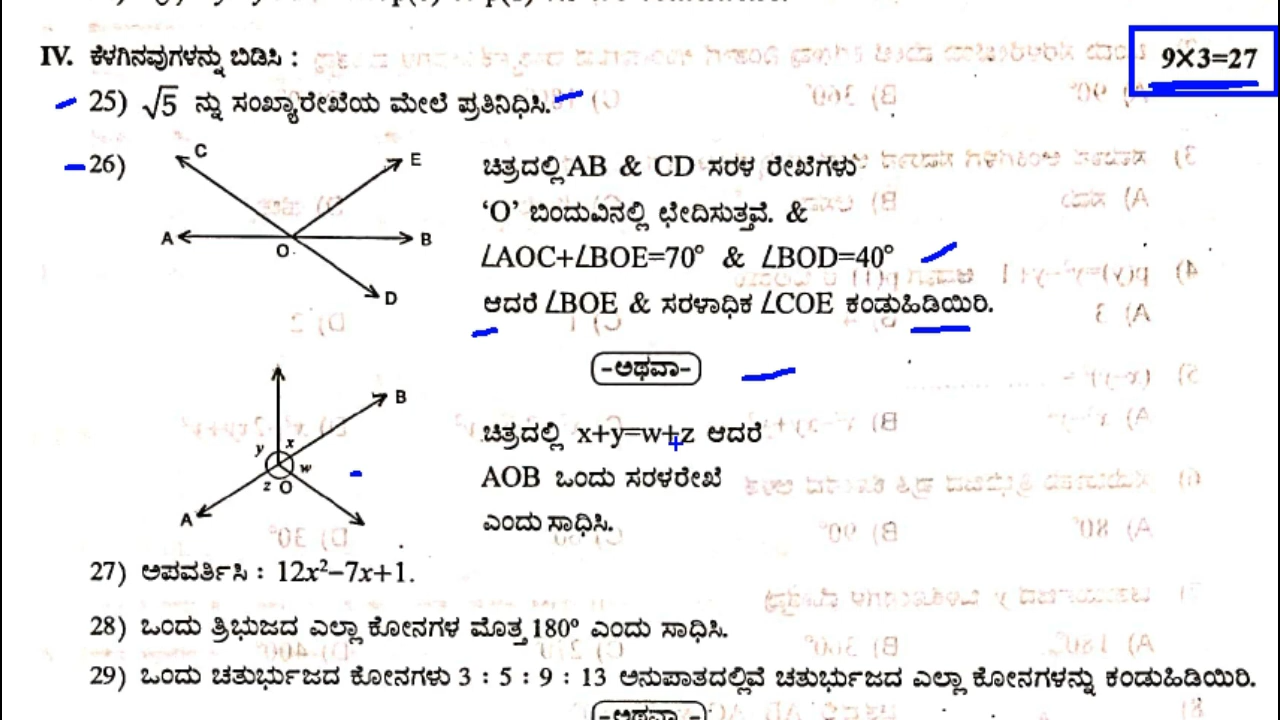 IV. ಕೆಳಗಿನವುಗಳನ್ನು ಬಿಡಿಸಿ :
9×3=27
25) √5 ನ್ನು ಸಂಖ್ಯಾರೇಖೆಯ ಮೇಲೆ ಪ್ರತಿನಿಧಿಸಿ.
26)
C
E
A
B
O
D
ಚಿತ್ರದಲ್ಲಿ AB & CD ಸರಳ ರೇಖೆಗಳು
‘O’ ಬಿಂದುವಿನಲ್ಲಿ ಛೇದಿಸುತ್ತವೆ. &
∠AOC+∠BOE=70° & ∠BOD=40°
ಆದರೆ ∠BOE & ಸರಳಾಧಿಕ ∠COE ಕಂಡುಹಿಡಿಯಿರಿ.
-ಅಥವಾ-
B
x
y
w
z
O
A
ಚಿತ್ರದಲ್ಲಿ x+y=w+z ಆದರೆ
AOB ಒಂದು ಸರಳರೇಖೆ
ಎಂದು ಸಾಧಿಸಿ.
27) ಅಪವರ್ತಿಸಿ : 12x²–7x+1.
28) ಒಂದು ತ್ರಿಭುಜದ ಎಲ್ಲಾ ಕೋನಗಳ ಮೊತ್ತ 180° ಎಂದು ಸಾಧಿಸಿ.
29) ಒಂದು ಚತುರ್ಭುಜದ ಕೋನಗಳು 3 : 5 : 9 : 13 ಅನುಪಾತದಲ್ಲಿವೆ ಚತುರ್ಭುಜದ ಎಲ್ಲಾ ಕೋನಗಳನ್ನು ಕಂಡುಹಿಡಿಯಿರಿ.
-ಅಥವಾ-